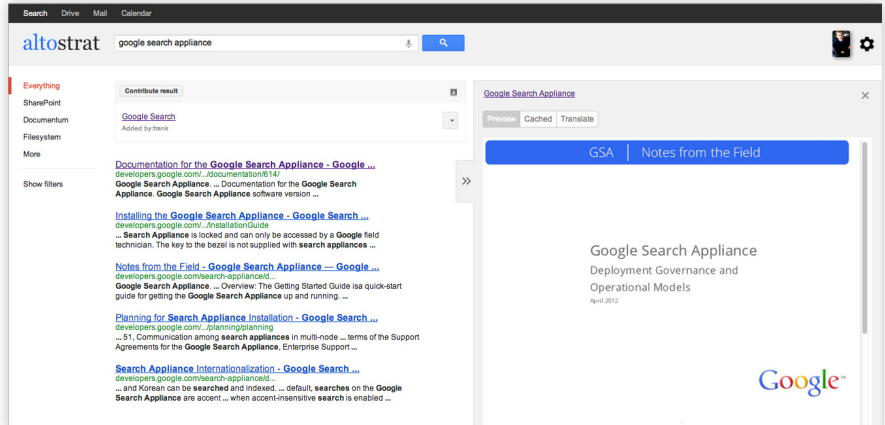 Search Drive Mail Calendar
altostrat
google search appliance
Everything
SharePoint
Documentum
Filesystem
More
Show filters
Contribute result
Google Search
Added by:frank
Documentation for the Google Search Appliance - Google ...
developers.google.com/.../documentation/614/
Google Search Appliance. ... Documentation for the Google Search
Appliance. Google Search Appliance software version ...
Installing the Google Search Appliance - Google Search ...
developers.google.com/.../InstallationGuide
... Search Appliance is locked and can only be accessed by a Google field
technician. The key to the bezel is not supplied with search appliances ...
Notes from the Field - Google Search Appliance — Google ...
developers.google.com/search-appliance/d...
Google Search Appliance. ... Overview: The Getting Started Guide isa quick-start
guide for getting the Google Search Appliance up and running. ...
Planning for Search Appliance Installation - Google Search ...
developers.google.com/.../planning/planning
... 51, Communication among search appliances in multi-node ... terms of the Support
Agreements for the Google Search Appliance, Enterprise Support ...
Search Appliance Internationalization - Google Search ...
developers.google.com/search-appliance/d...
... and Korean can be searched and indexed. ... default, searches on the Google
Search Appliance are accent ... when accent-insensitive search is enabled ...
Google Search Appliance
Preview Cached Translate
GSA | Notes from the Field
Google Search Appliance
Deployment Governance and
Operational Models
April 2012
Google™